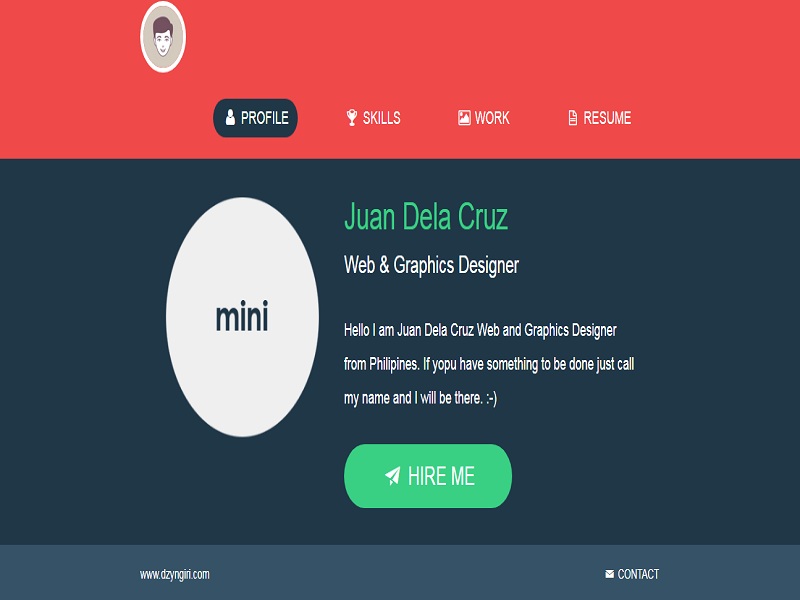 PROFILE
SKILLS
WORK
RESUME
mini
Juan Dela Cruz
Web & Graphics Designer
Hello I am Juan Dela Cruz Web and Graphics Designer
from Philipines. If yopu have something to be done just call
my name and I will be there. :-)
HIRE ME
www.dzyngiri.com
CONTACT